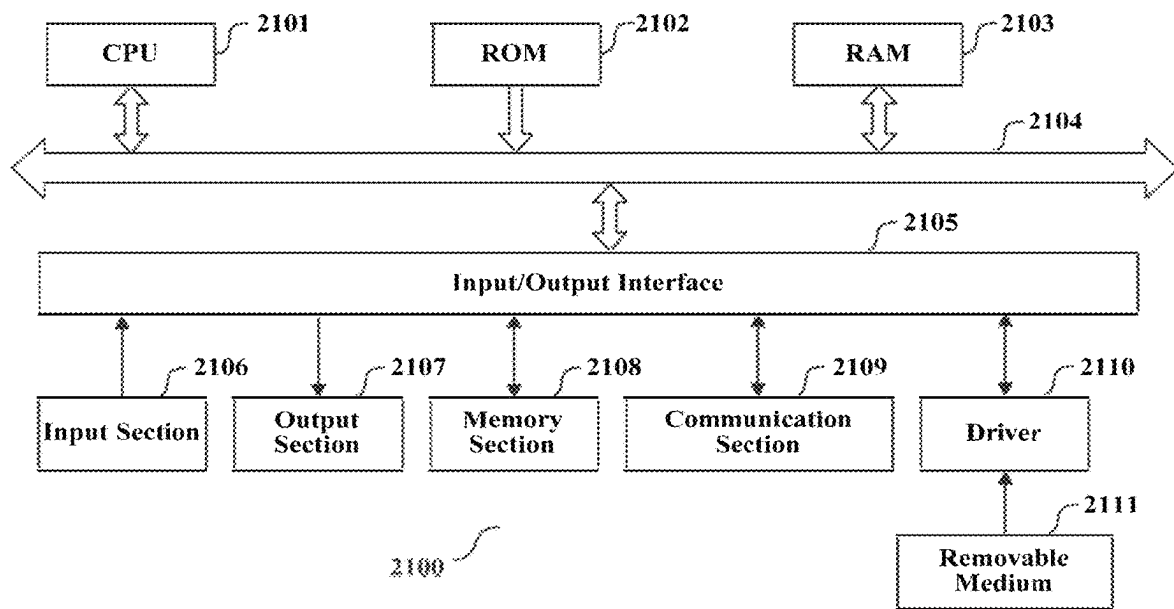 2101
2102
2103
CPU
ROM
RAM
2104
2105
Input/Output Interface
2106
2107
2108
2109
2110
Input Section
Output
Section
Memory
Section
Communication
Section
Driver
2111
2100
Removable
Medium